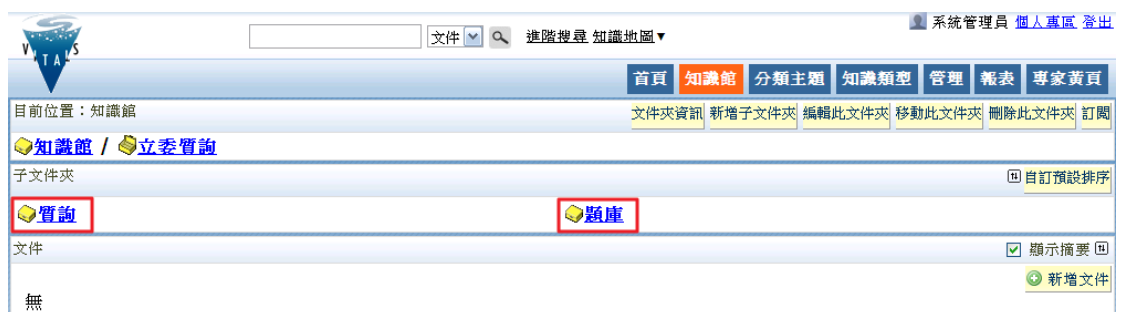 VITALS
文件 進階搜尋 知識地圖▼ 系統管理員 個人專區 登出
首頁 知識館 分類主題 知識類型 管理 報表 專家黃頁
目前位置：知識館 文件夾資訊 新增子文件夾 編輯此文件夾 移動此文件夾 刪除此文件夾 訂閱
知識館 / 立委質詢
子文件夾 自訂預設排序
質詢 題庫
文件 顯示摘要
新增文件
無